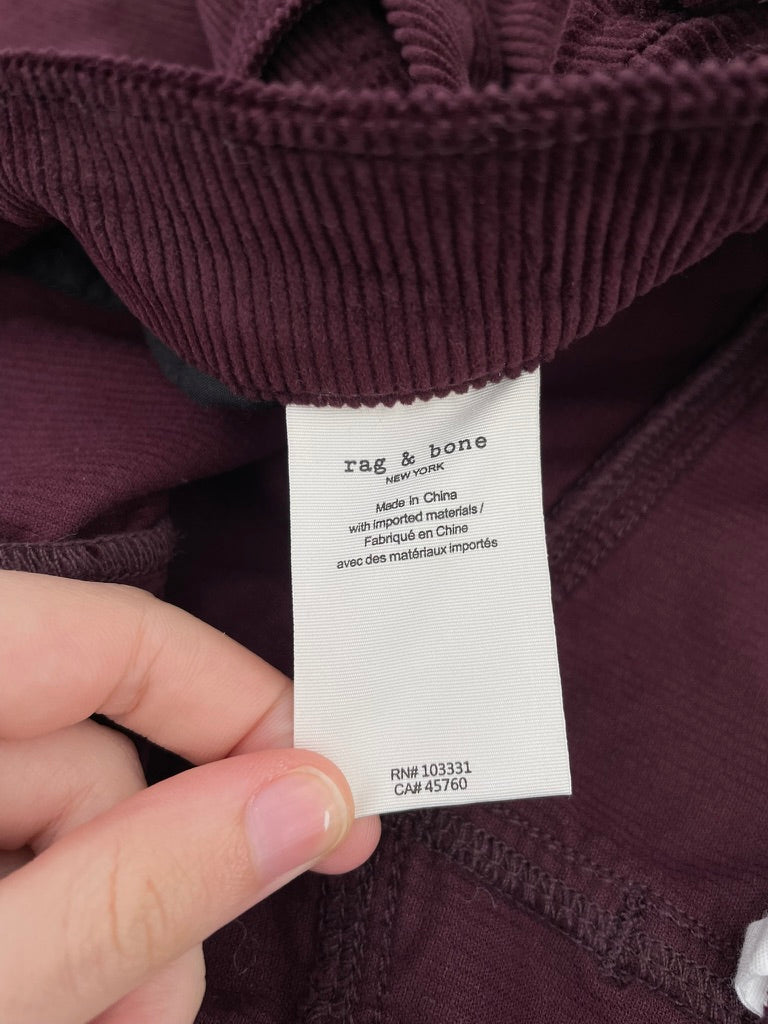 rag & bone
NEW YORK
Made in China
with imported materials /
Fabriqué en Chine
avec des matériaux importés
RN# 103331
CA# 45760